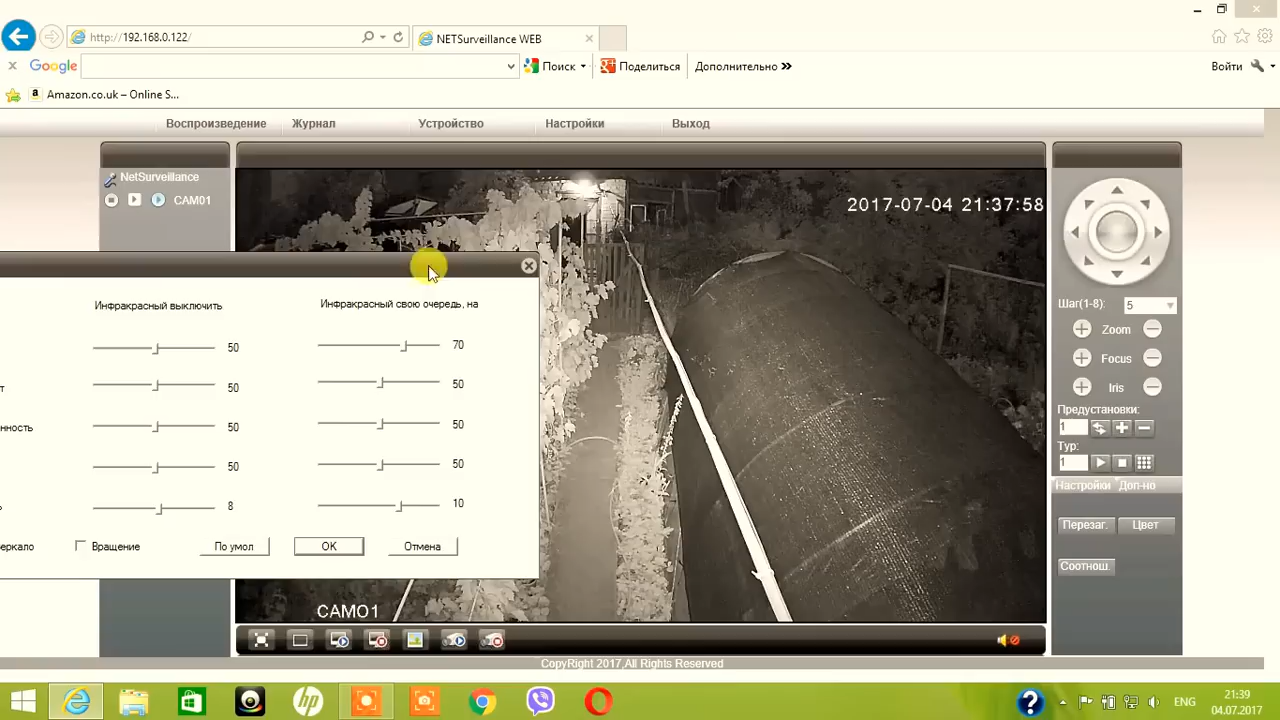 http://192.168.0.122/
NETSurveillance WEB
Google
Поиск
Поделиться
Дополнительно »
Войти
a Amazon.co.uk – Online S...
Воспроизведение Журнал Устройство Настройки Выход
NetSurveillance
CAM01
2017-07-04 21:37:58
Инфракрасный выключить
Инфракрасный свою очередь, на
50 70
т 50 50
нность 50 50
50 50
ь 8 10
еркало Вращение По умол OK Отмена
CAM01
Шаг(1-8): 5
Zoom
Focus
Iris
Предустановки:
1
Тур:
1
Настройки Доп-но
Перезаг. Цвет
Соотнош.
CopyRight 2017,All Rights Reserved
hp
?
ENG
21:39
04.07.2017